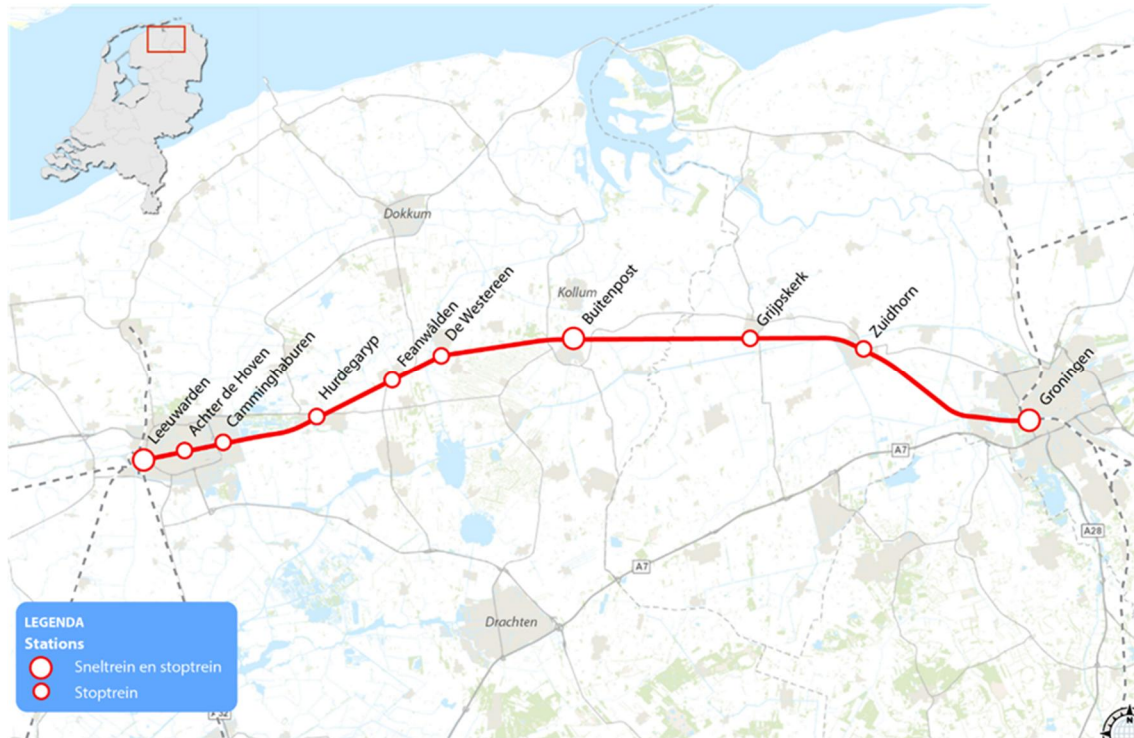 Dokkum
Kollum
Leeuwarden
Achter de Hoven
Camminghaburen
Hurdegaryp
Feanwâlden
De Westereen
Buitenpost
Grijpskerk
Zuidhorn
Groningen
A7
A28
A7
Drachten
LEGENDA
Stations
Sneltrein en stoptrein
Stoptrein
N